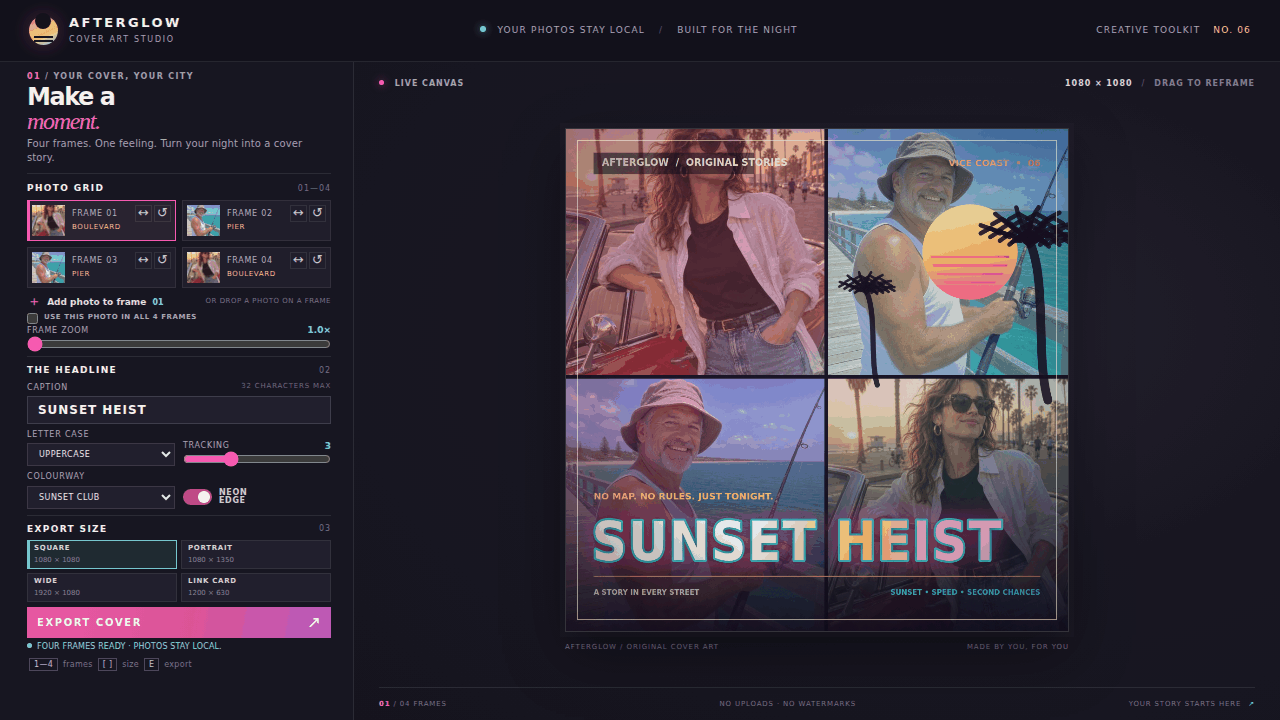 AFTERGLOW
COVER ART STUDIO
YOUR PHOTOS STAY LOCAL / BUILT FOR THE NIGHT
CREATIVE TOOLKIT NO. 06
01 / YOUR COVER, YOUR CITY
Make a
moment.
Four frames. One feeling. Turn your night into a cover
story.
PHOTO GRID 01—04
FRAME 01
BOULEVARD
FRAME 02
PIER
FRAME 03
PIER
FRAME 04
BOULEVARD
+ Add photo to frame 01 OR DROP A PHOTO ON A FRAME
USE THIS PHOTO IN ALL 4 FRAMES
FRAME ZOOM 1.0×
THE HEADLINE 02
CAPTION 32 CHARACTERS MAX
SUNSET HEIST
LETTER CASE
UPPERCASE
TRACKING 3
COLOURWAY
SUNSET CLUB
NEON
EDGE
EXPORT SIZE 03
SQUARE
1080 × 1080
PORTRAIT
1080 × 1350
WIDE
1920 × 1080
LINK CARD
1200 × 630
EXPORT COVER ↗
FOUR FRAMES READY · PHOTOS STAY LOCAL.
1—4 frames [ ] size E export
LIVE CANVAS
1080 × 1080 / DRAG TO REFRAME
AFTERGLOW / ORIGINAL STORIES
VICE COAST • 06
NO MAP. NO RULES. JUST TONIGHT.
SUNSET HEIST
A STORY IN EVERY STREET
SUNSET • SPEED • SECOND CHANCES
AFTERGLOW / ORIGINAL COVER ART
MADE BY YOU, FOR YOU
01 / 04 FRAMES
NO UPLOADS · NO WATERMARKS
YOUR STORY STARTS HERE ↗